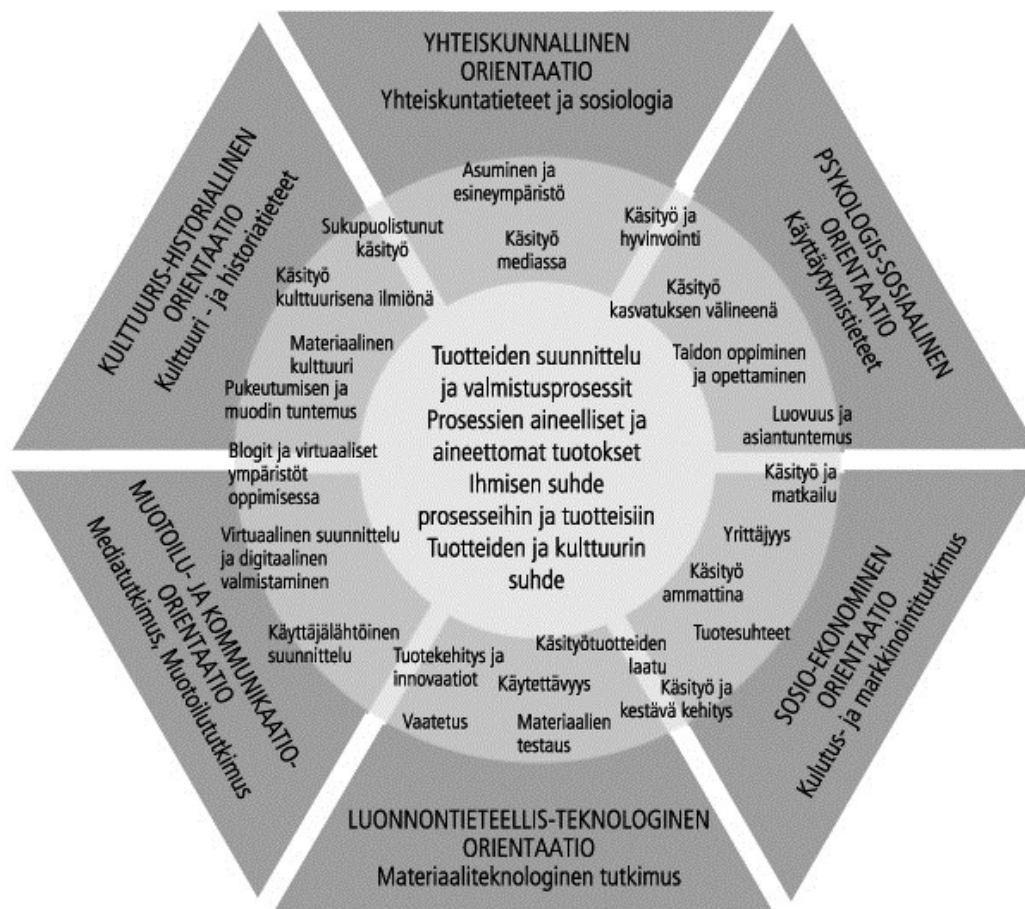 YHTEISKUNNALLINEN
ORIENTAATIO
Yhteiskuntatieteet ja sosiologia
KULTTUURIS-HISTORIALLINEN
ORIENTAATIO
Kulttuuri - ja historiatieteet
PSYKOLOGIS-SOSIAALINEN
ORIENTAATIO
Käyttäytymistieteet
Asuminen ja
esineympäristö
Sukupuolistunut
käsityö
Käsityö
mediassa
Käsityö ja
hyvinvointi
Käsityö
kulttuurisena ilmiönä
Käsityö
kasvatuksen välineenä
Materiaalinen
kulttuuri
Taidon oppiminen
ja opettaminen
Pukeutumisen ja
muodin tuntemus
Luovuus ja
asiantuntemus
Tuotteiden suunnittelu
ja valmistusprosessit
Prosessien aineelliset ja
aineettomat tuotokset
Ihmisen suhde
prosesseihin ja tuotteisiin
Tuotteiden ja kulttuurin
suhde
Blogit ja virtuaaliset
ympäristöt
oppimisessa
Käsityö ja
matkailu
Virtuaalinen suunnittelu
ja digitaalinen
valmistaminen
Yrittäjyys
Käsityö
ammattina
Käyttäjälähtöinen
suunnittelu
Tuotesuhteet
Tuotekehitys ja
innovaatiot
Käsityötuotteiden
laatu
Käytettävyys
Käsityö ja
kestävä kehitys
Vaatetus
Materiaalien
testaus
MUOTOILU- JA KOMMUNIKAATIO-
ORIENTAATIO
Mediatutkimus, Muotoilututkimus
SOSIO-EKONOMINEN
ORIENTAATIO
Kulutus- ja markkinointitutkimus
LUONNONTIETEELLIS-TEKNOLOGINEN
ORIENTAATIO
Materiaaliteknologinen tutkimus